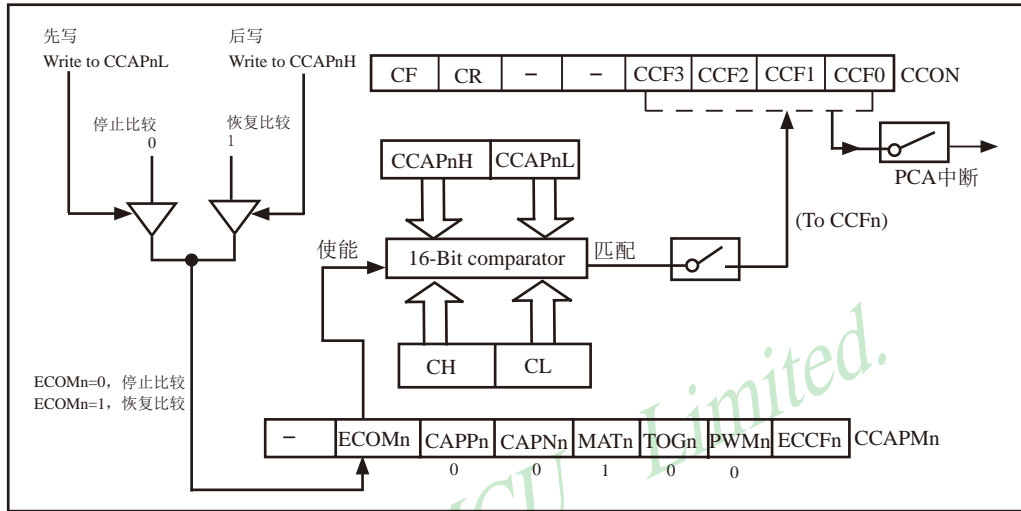 先写
Write to CCAPnL
后写
Write to CCAPnH
CF CR – – CCF3 CCF2 CCF1 CCF0 CCON
停止比较
0
恢复比较
1
CCAPnH CCAPnL
PCA中断
(To CCFn)
使能
16-Bit comparator
匹配
CH CL
ECOMn=0，停止比较
ECOMn=1，恢复比较
– ECOMn CAPPn CAPNn MATn TOGn PWMn ECCFn CCAPMn
0 0 1 0 0
MCU Limited.